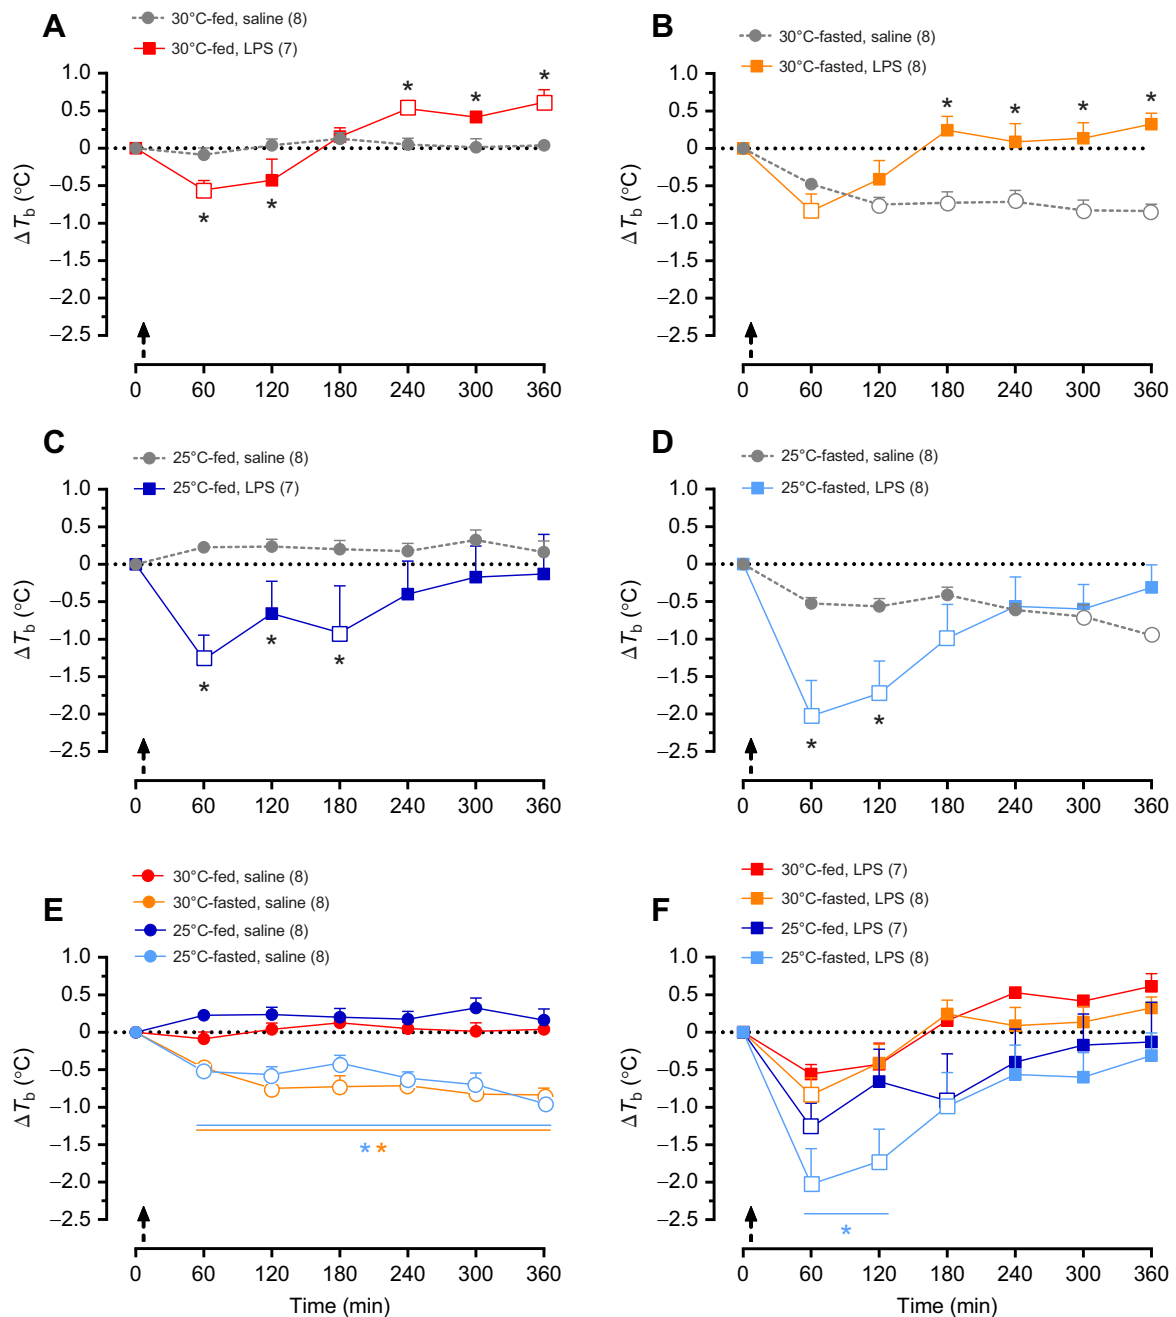 A
30°C-fed, saline (8)
30°C-fed, LPS (7)
1.0
0.5
0
–0.5
–1.0
–1.5
–2.0
–2.5
Δ Tb (°C)
* * * * *
0 60 120 180 240 300 360
B
30°C-fasted, saline (8)
30°C-fasted, LPS (8)
1.0
0.5
0
–0.5
–1.0
–1.5
–2.0
–2.5
Δ Tb (°C)
* * * *
0 60 120 180 240 300 360
C
25°C-fed, saline (8)
25°C-fed, LPS (7)
1.0
0.5
0
–0.5
–1.0
–1.5
–2.0
–2.5
Δ Tb (°C)
* * *
0 60 120 180 240 300 360
D
25°C-fasted, saline (8)
25°C-fasted, LPS (8)
1.0
0.5
0
–0.5
–1.0
–1.5
–2.0
–2.5
Δ Tb (°C)
* *
0 60 120 180 240 300 360
E
30°C-fed, saline (8)
30°C-fasted, saline (8)
25°C-fed, saline (8)
25°C-fasted, saline (8)
1.0
0.5
0
–0.5
–1.0
–1.5
–2.0
–2.5
Δ Tb (°C)
* *
0 60 120 180 240 300 360
Time (min)
F
30°C-fed, LPS (7)
30°C-fasted, LPS (8)
25°C-fed, LPS (7)
25°C-fasted, LPS (8)
1.0
0.5
0
–0.5
–1.0
–1.5
–2.0
–2.5
Δ Tb (°C)
*
0 60 120 180 240 300 360
Time (min)